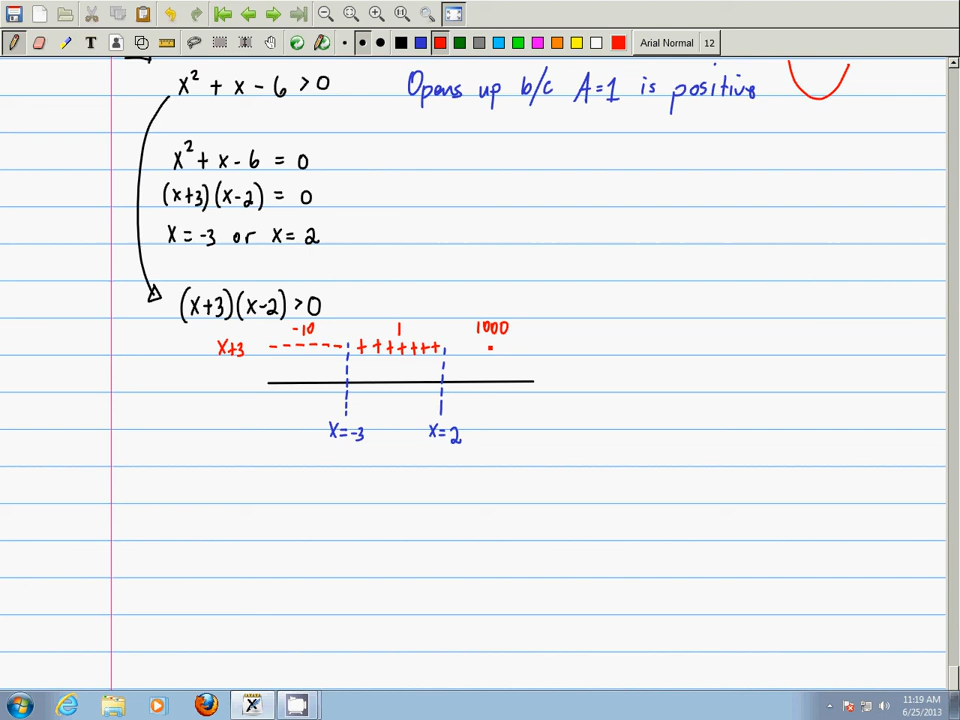 Arial Normal 12
x² + x - 6 > 0 Opens up b/c A=1 is positive
x² + x - 6 = 0
(x+3)(x-2) = 0
x = -3 or x = 2
(x+3)(x-2) > 0
-10 1 1000
x+3 - - - - - - - + + + + + + +
x=-3 x=2
11:19 AM
6/25/2013